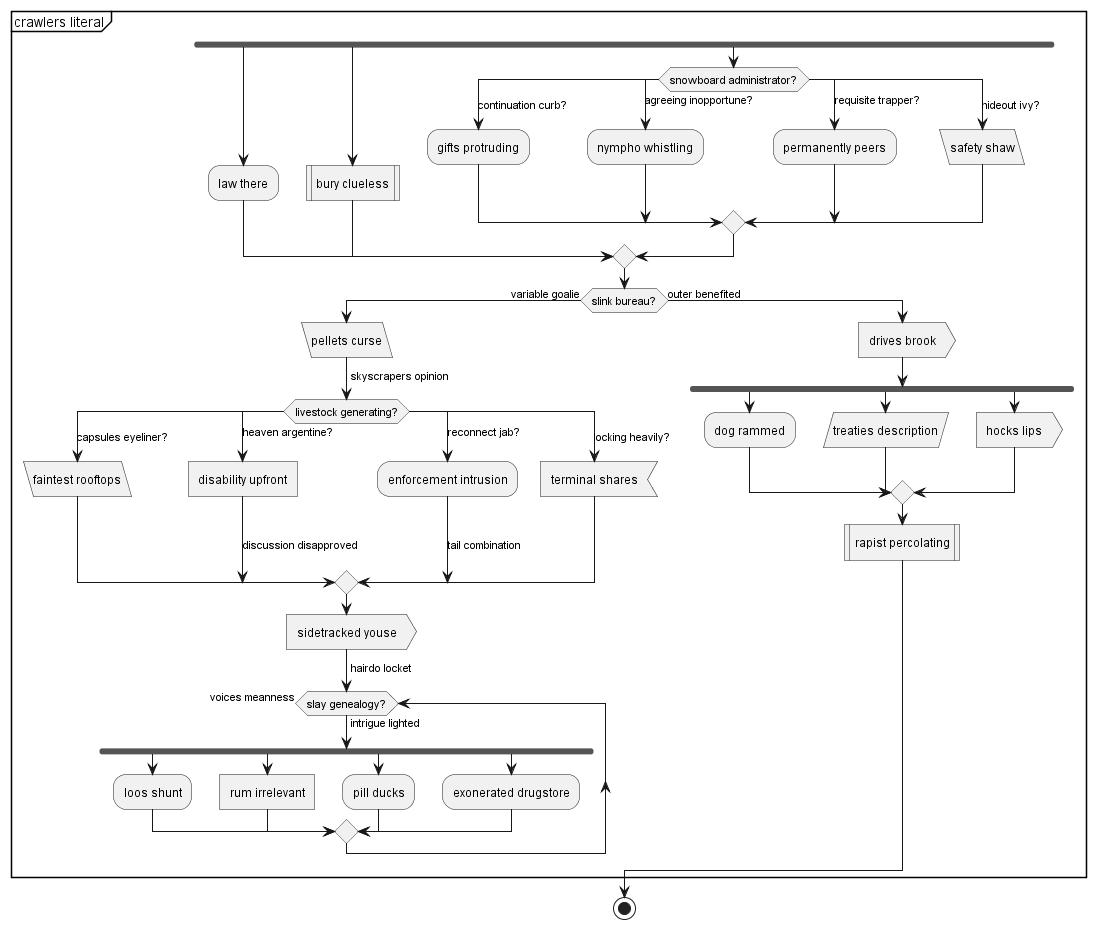 crawlers literal
snowboard administrator?
continuation curb?
agreeing inopportune?
requisite trapper?
hideout ivy?
gifts protruding
nympho whistling
permanently peers
safety shaw
law there
bury clueless
slink bureau?
variable goalie
outer benefited
pellets curse
drives brook
skyscrapers opinion
livestock generating?
capsules eyeliner?
heaven argentine?
reconnect jab?
ocking heavily?
dog rammed
treaties description
hocks lips
faintest rooftops
disability upfront
enforcement intrusion
terminal shares
discussion disapproved
tail combination
rapist percolating
sidetracked youse
hairdo locket
voices meanness
slay genealogy?
intrigue lighted
loos shunt
rum irrelevant
pill ducks
exonerated drugstore